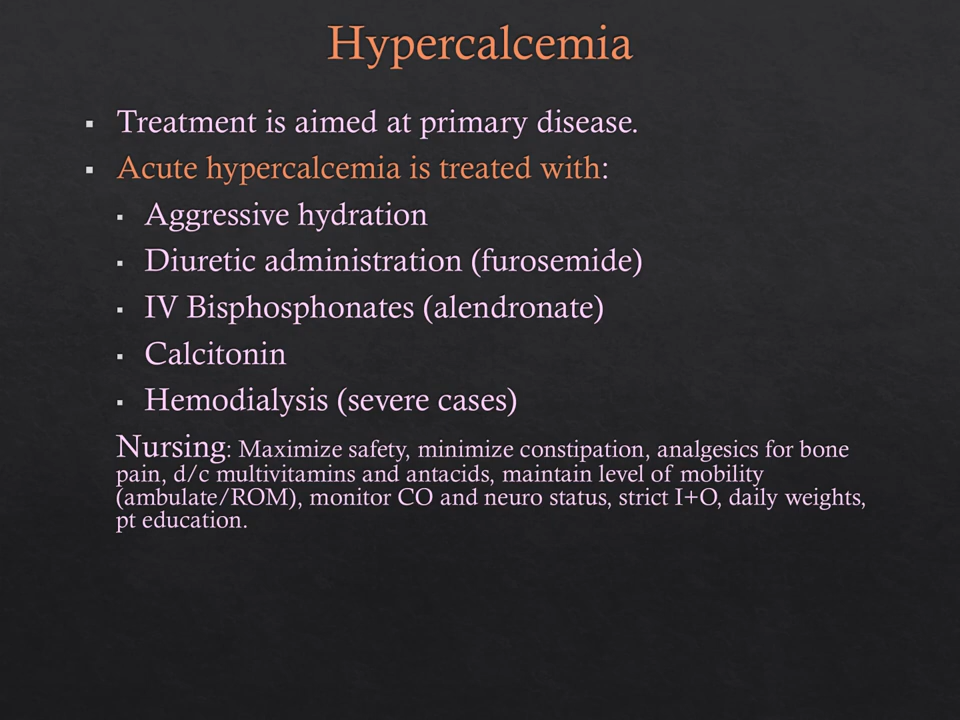 Hypercalcemia
▪ Treatment is aimed at primary disease.
▪ Acute hypercalcemia is treated with:
▪ Aggressive hydration
▪ Diuretic administration (furosemide)
▪ IV Bisphosphonates (alendronate)
▪ Calcitonin
▪ Hemodialysis (severe cases)
Nursing: Maximize safety, minimize constipation, analgesics for bone
pain, d/c multivitamins and antacids, maintain level of mobility
(ambulate/ROM), monitor CO and neuro status, strict I+O, daily weights,
pt education.